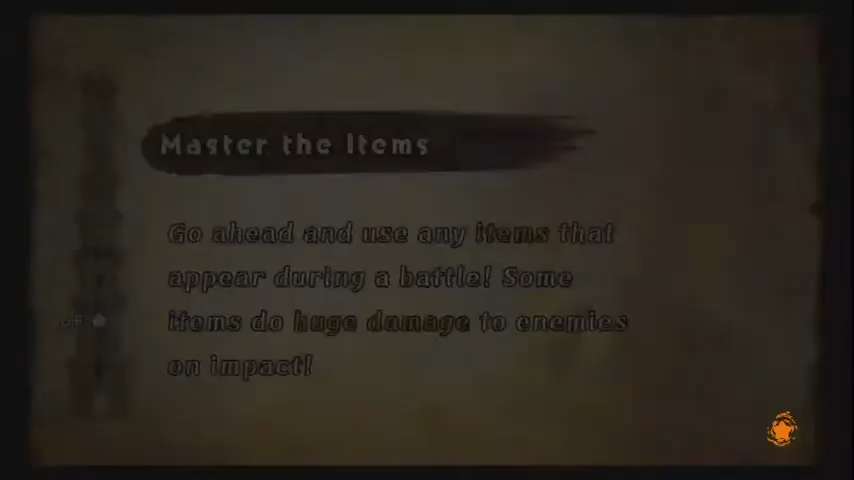 Master the Items
Go ahead and use any items that
appear during a battle! Some
items do huge damage to enemies
on impact!